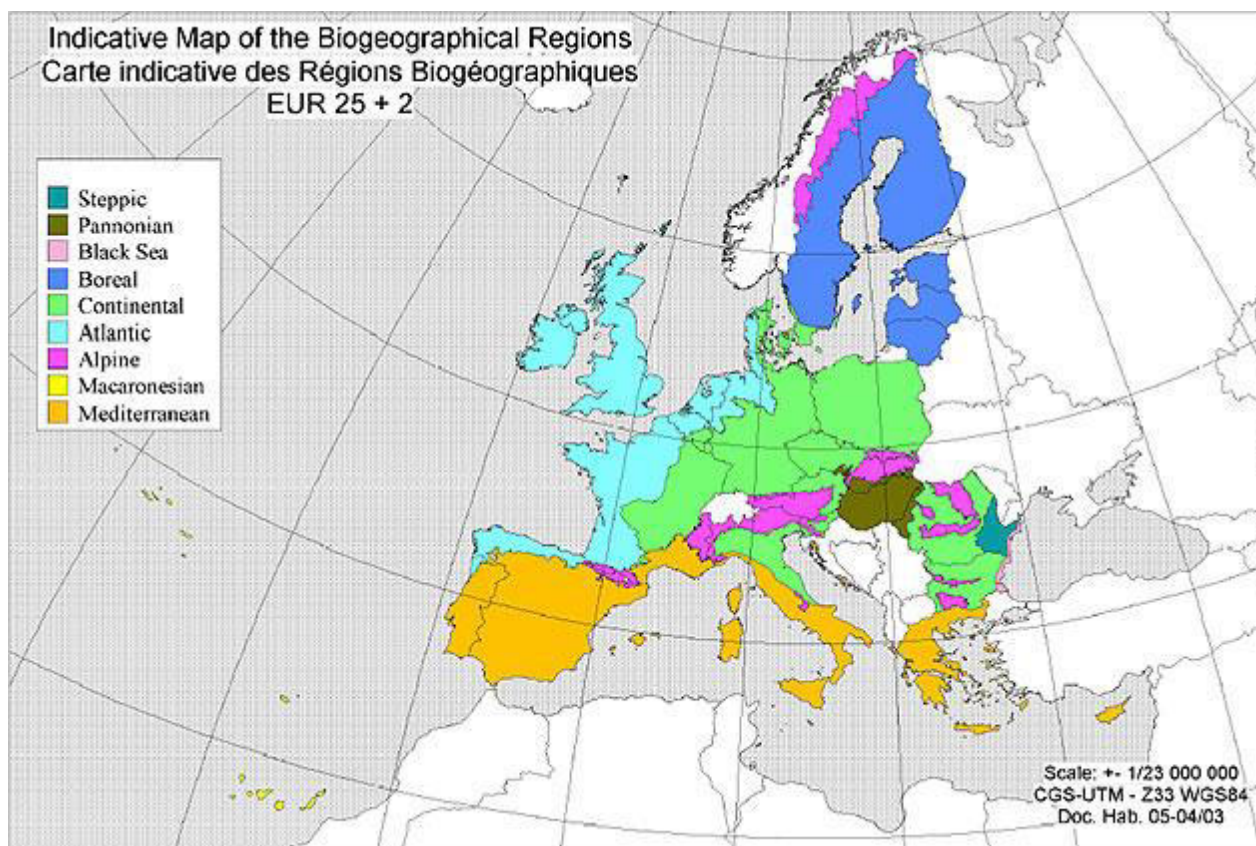 Indicative Map of the Biogeographical Regions
Carte indicative des Régions Biogéographiques
EUR 25 + 2
Steppic
Pannonian
Black Sea
Boreal
Continental
Atlantic
Alpine
Macaronesian
Mediterranean
Scale: +- 1/23 000 000
CGS-UTM - Z33 WGS84
Doc. Hab. 05-04/03